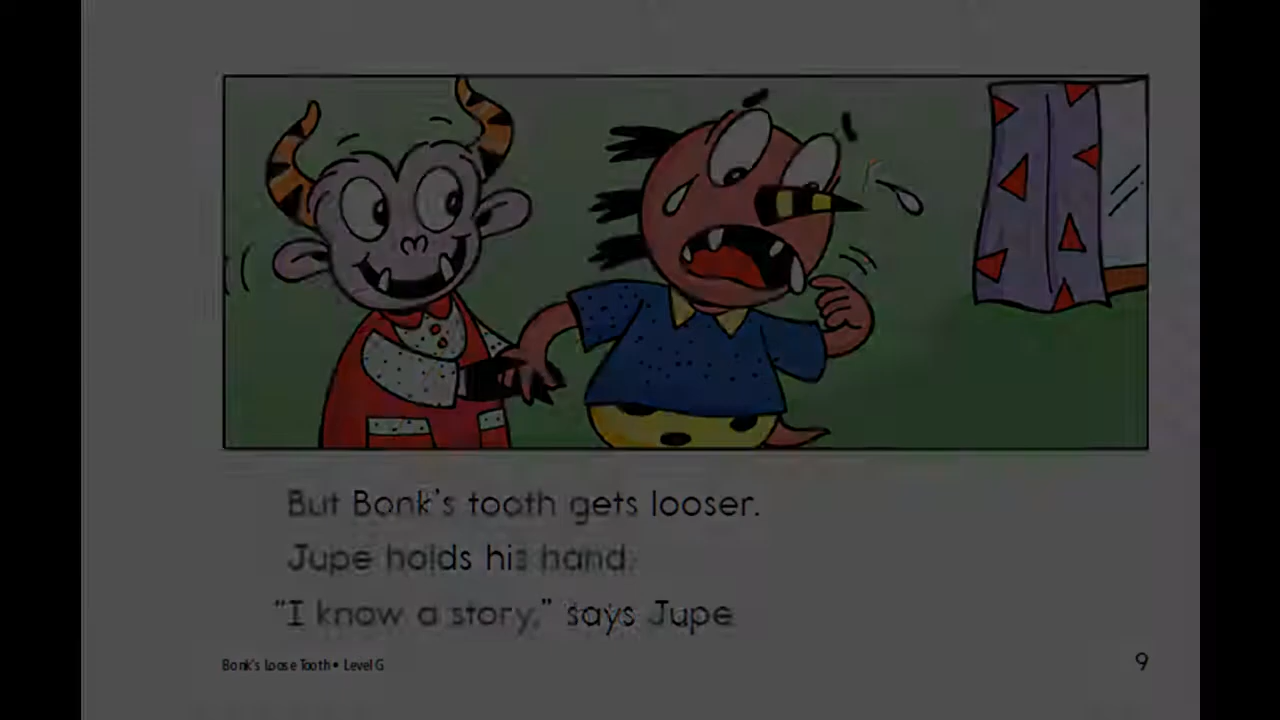 But Bonk's tooth gets looser.
Jupe holds his hand.
"I know a story," says Jupe
Bonk's Loose Tooth • Level G
9